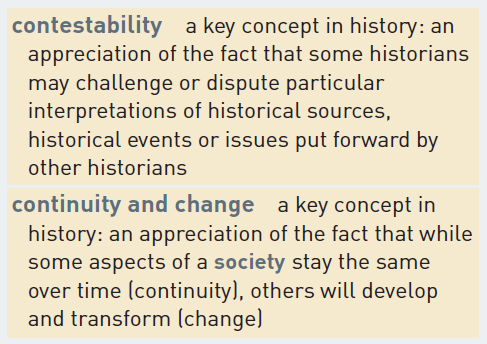 contestability a key concept in history: an
appreciation of the fact that some historians
may challenge or dispute particular
interpretations of historical sources,
historical events or issues put forward by
other historians
continuity and change a key concept in
history: an appreciation of the fact that while
some aspects of a society stay the same
over time (continuity), others will develop
and transform (change)